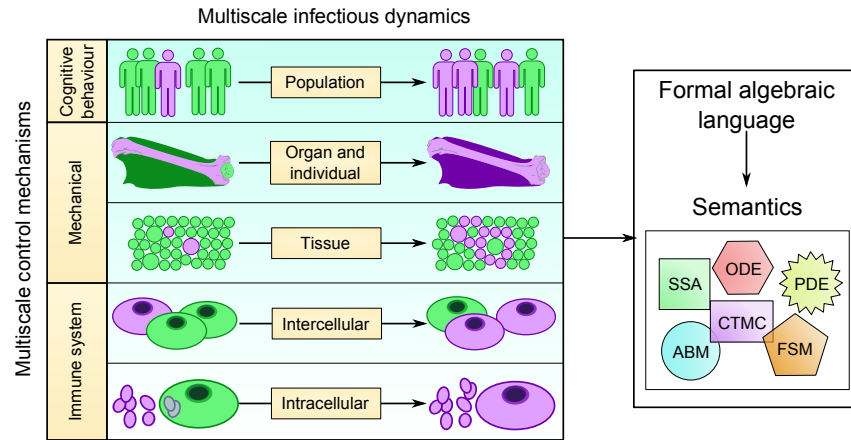 Multiscale infectious dynamics
Multiscale control mechanisms
Cognitive
behaviour
Population
Mechanical
Organ and
individual
Tissue
Immune system
Intercellular
Intracellular
Formal algebraic
language
Semantics
SSA
ODE
PDE
CTMC
ABM
FSM